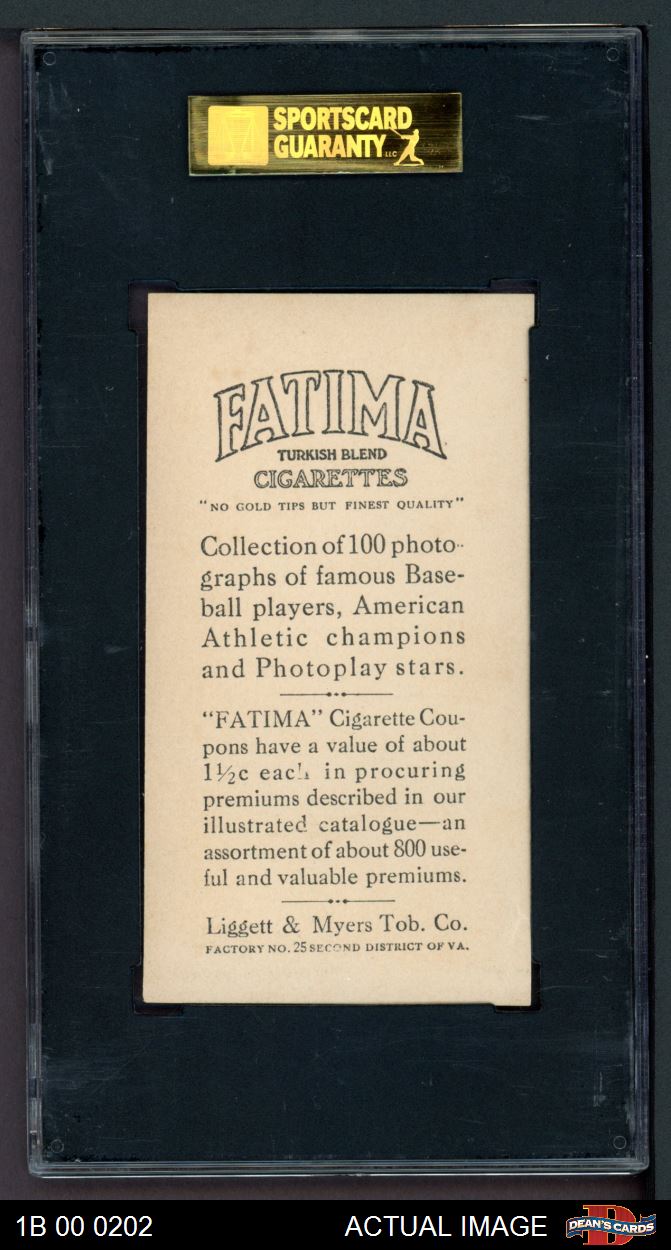 SPORTSCARD
GUARANTY LLC
FATIMA
TURKISH BLEND
CIGARETTES
"NO GOLD TIPS BUT FINEST QUALITY"
Collection of 100 photo-
graphs of famous Base-
ball players, American
Athletic champions
and Photoplay stars.
"FATIMA" Cigarette Cou-
pons have a value of about
1½c each in procuring
premiums described in our
illustrated catalogue—an
assortment of about 800 use-
ful and valuable premiums.
Liggett & Myers Tob. Co.
FACTORY NO. 25 SECOND DISTRICT OF VA.
1B 00 0202 ACTUAL IMAGE DEAN'S CARDS